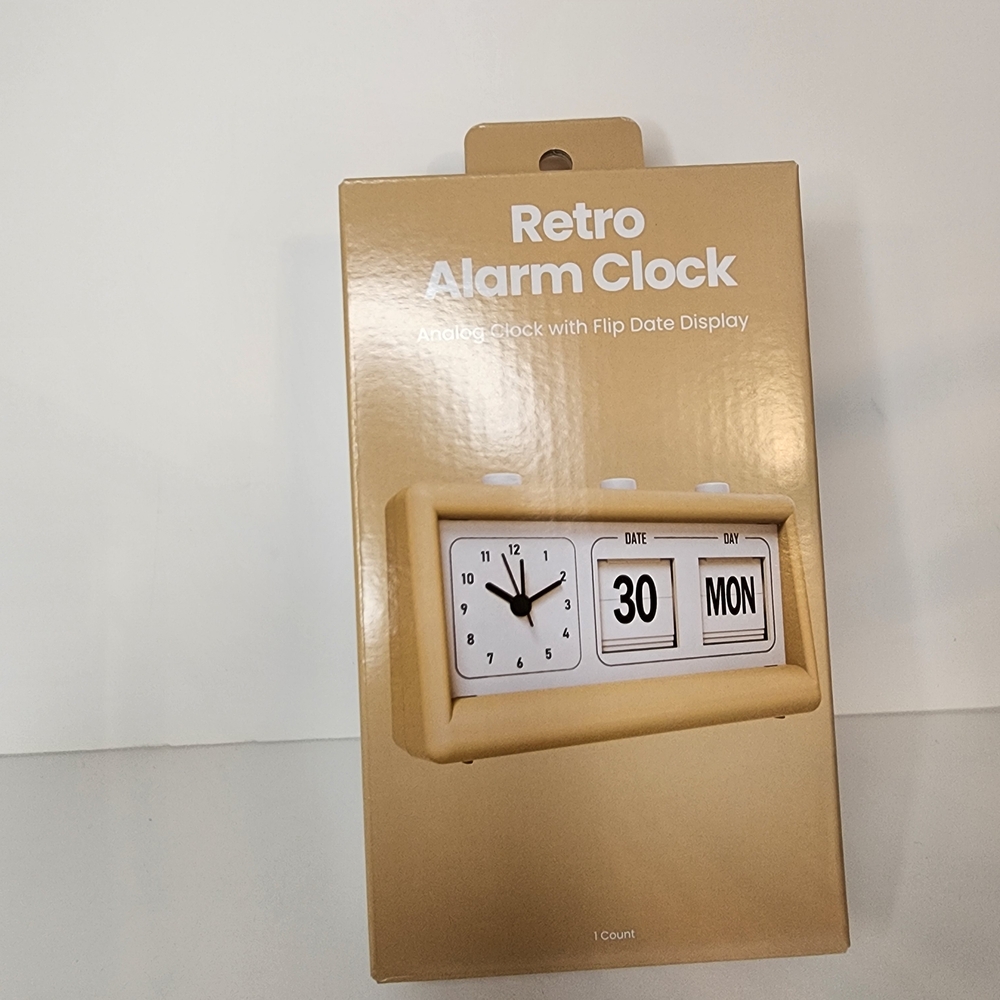 Retro
Alarm Clock
Analog Clock with Flip Date Display
DATE DAY
11 12 1
10 2
9 3
8 4
7 6 5
30 MON
1 Count